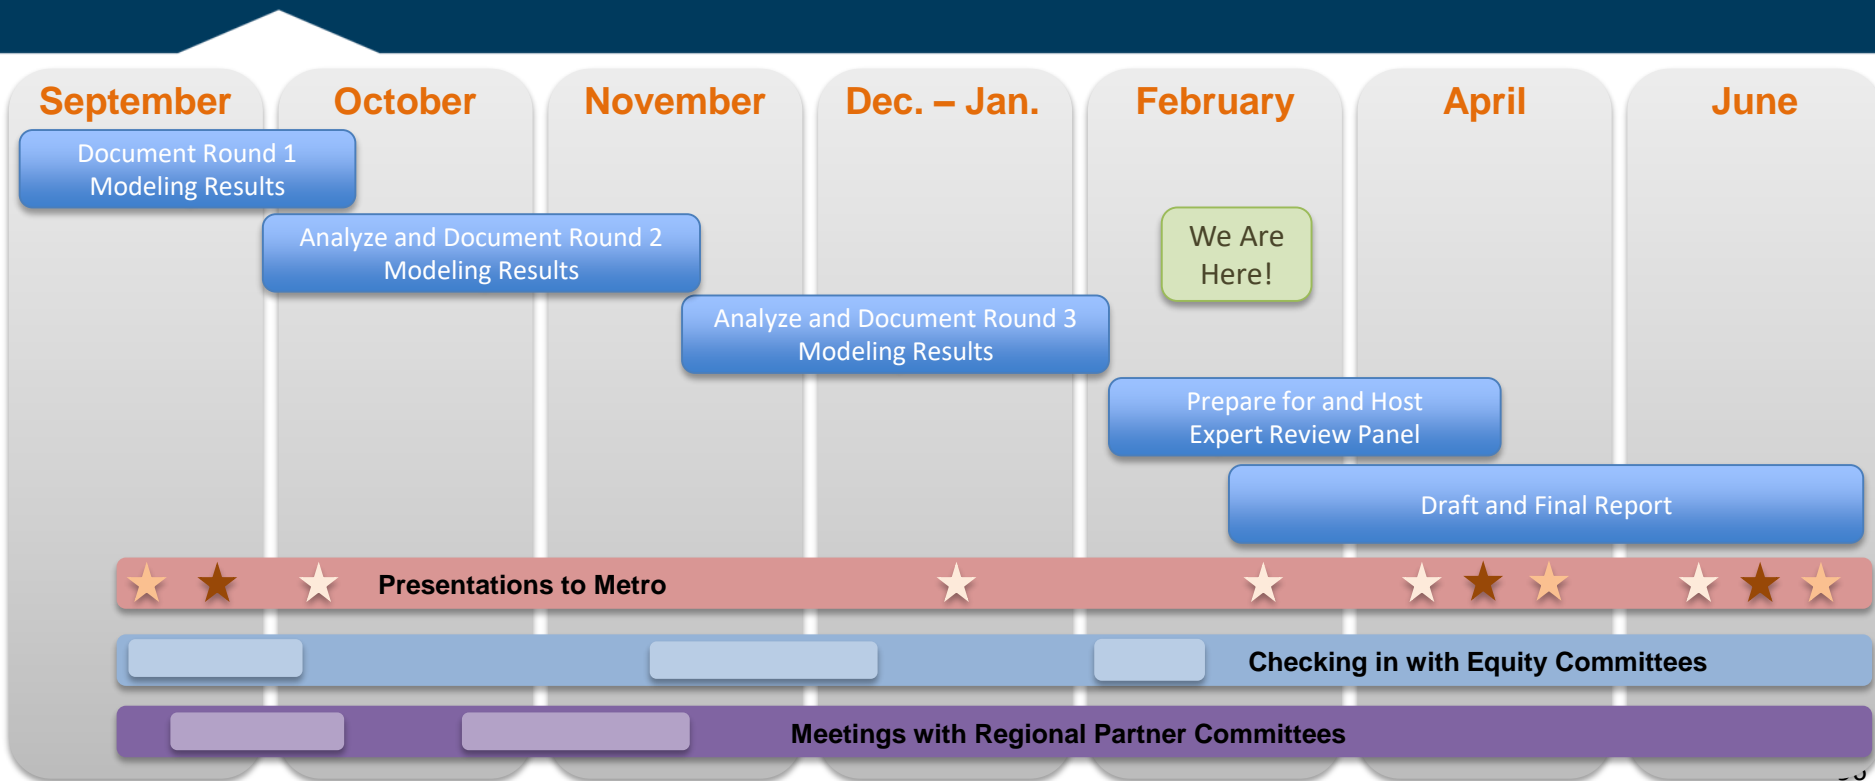 September
October
November
Dec. – Jan.
February
April
June
Document Round 1
Modeling Results
Analyze and Document Round 2
Modeling Results
We Are
Here!
Analyze and Document Round 3
Modeling Results
Prepare for and Host
Expert Review Panel
Draft and Final Report
Presentations to Metro
Checking in with Equity Committees
Meetings with Regional Partner Committees